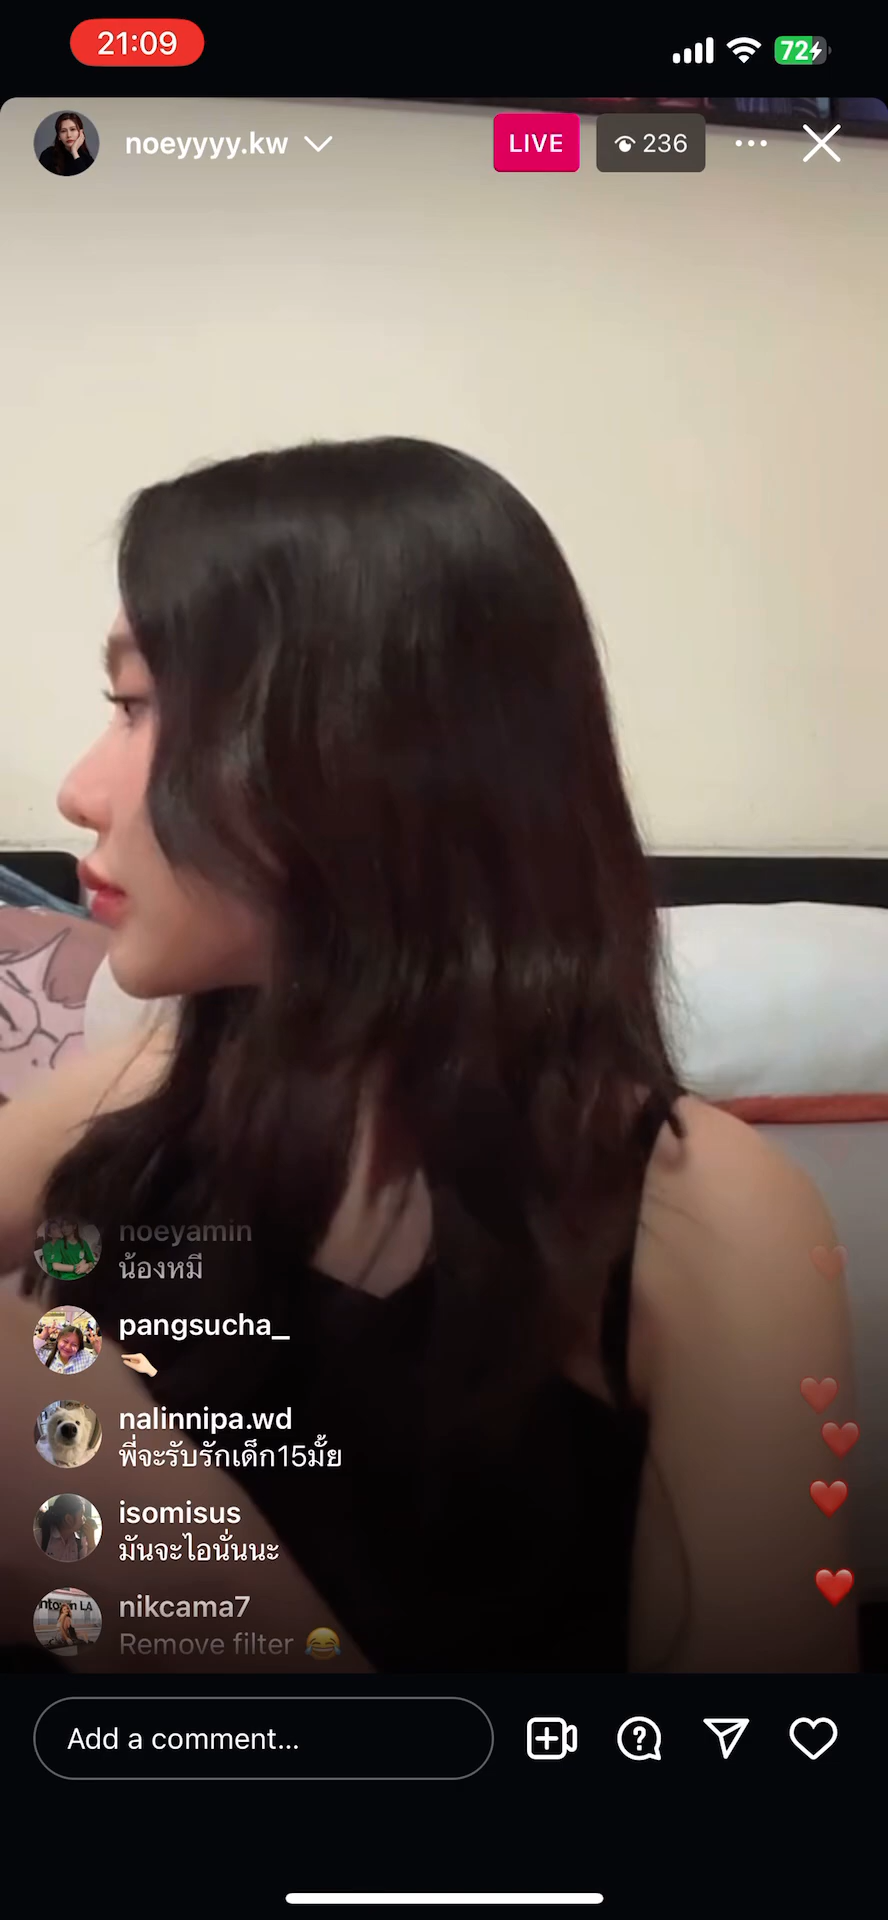 21:09
72
noeyyyy.kw
LIVE
236
noeyamin
น้องหมี
pangsucha_
nalinnipa.wd
พี่จะรับรักเด็ก15มั้ย
isomisus
มันจะไอนั่นนะ
nikcama7
Remove filter 😂
Add a comment...